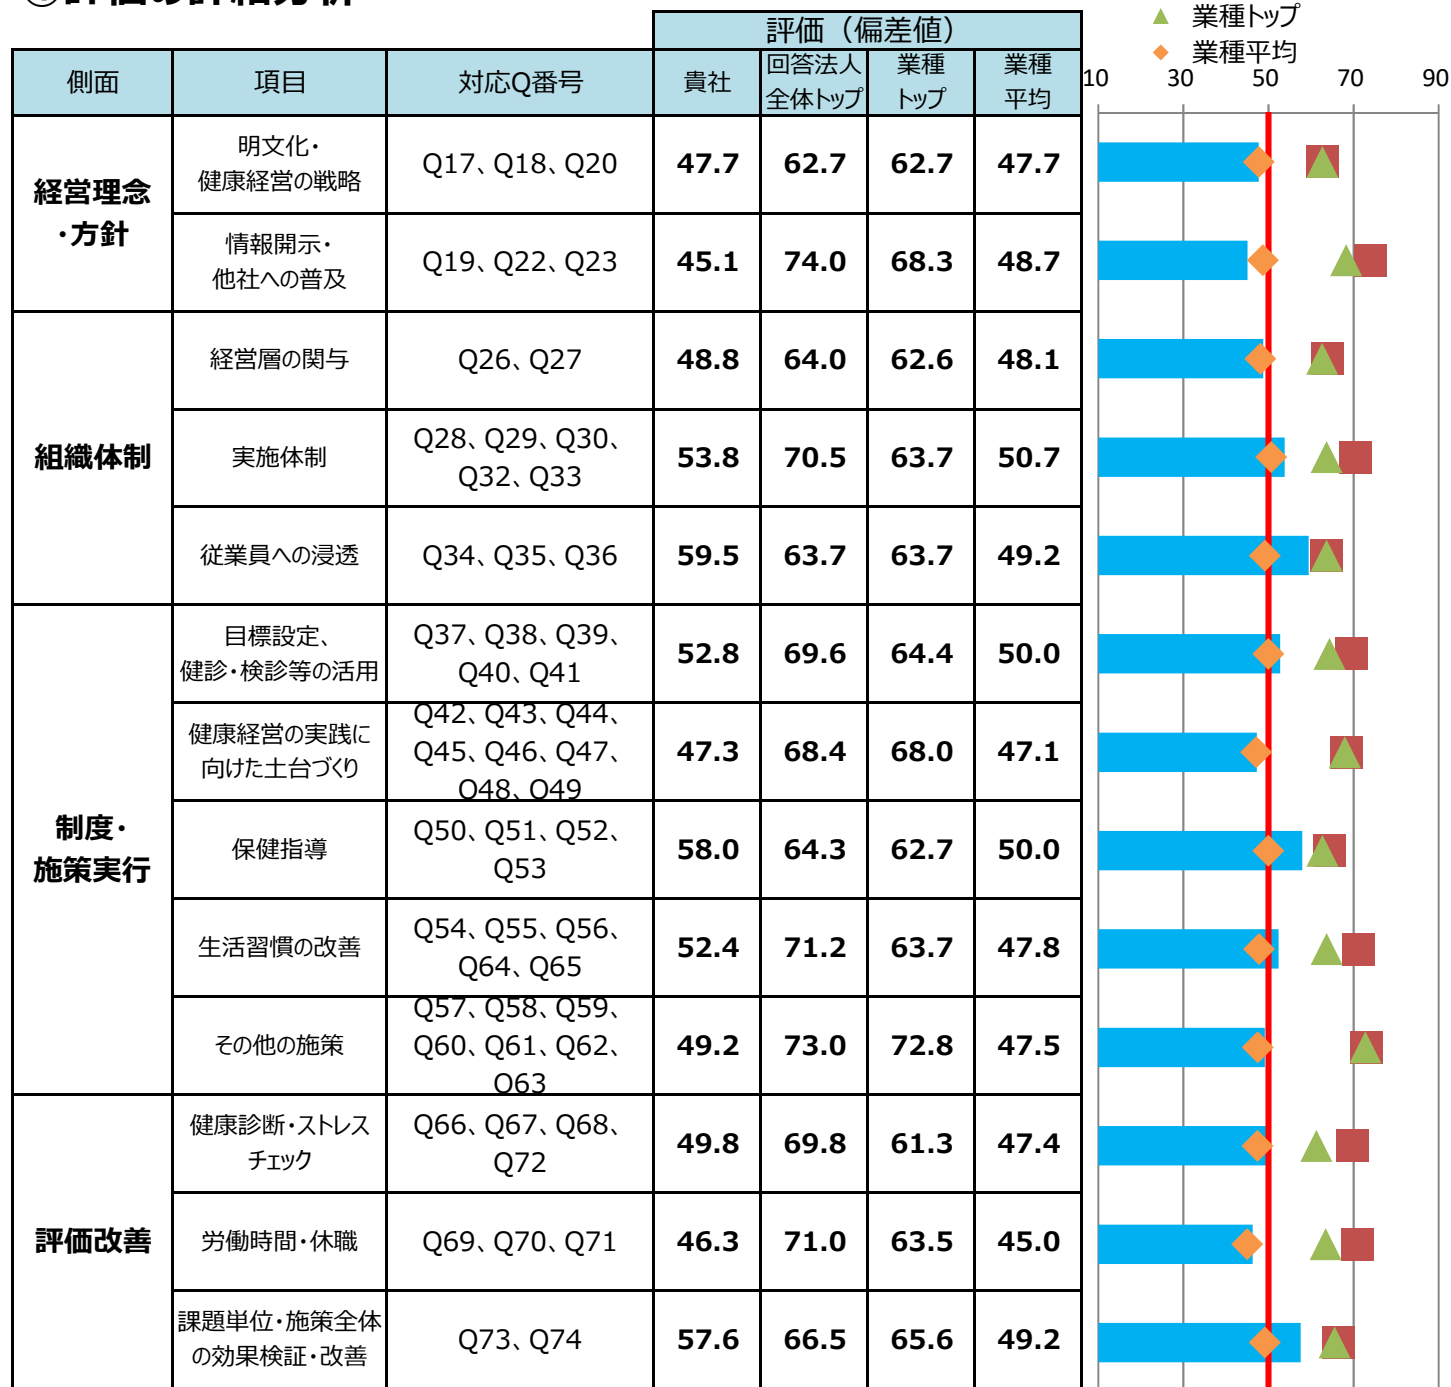 ①評価の詳細分析
▲ 業種トップ
◆ 業種平均
評価（偏差値）
側面 項目 対応Q番号 貴社 回答法人 業種 業種
全体トップ トップ 平均
10 30 50 70 90
経営理念
・方針
明文化・
健康経営の戦略
Q17、Q18、Q20 47.7 62.7 62.7 47.7
情報開示・
他社への普及
Q19、Q22、Q23 45.1 74.0 68.3 48.7
組織体制
経営層の関与 Q26、Q27 48.8 64.0 62.6 48.1
実施体制
Q28、Q29、Q30、
Q32、Q33
53.8 70.5 63.7 50.7
従業員への浸透 Q34、Q35、Q36 59.5 63.7 63.7 49.2
制度・
施策実行
目標設定、
健診・検診等の活用
Q37、Q38、Q39、
Q40、Q41
52.8 69.6 64.4 50.0
健康経営の実践に
向けた土台づくり
Q42、Q43、Q44、
Q45、Q46、Q47、
Q48、Q49
47.3 68.4 68.0 47.1
保健指導
Q50、Q51、Q52、
Q53
58.0 64.3 62.7 50.0
生活習慣の改善
Q54、Q55、Q56、
Q64、Q65
52.4 71.2 63.7 47.8
その他の施策
Q57、Q58、Q59、
Q60、Q61、Q62、
Q63
49.2 73.0 72.8 47.5
評価改善
健康診断・ストレス
チェック
Q66、Q67、Q68、
Q72
49.8 69.8 61.3 47.4
労働時間・休職 Q69、Q70、Q71 46.3 71.0 63.5 45.0
課題単位・施策全体
の効果検証・改善
Q73、Q74 57.6 66.5 65.6 49.2